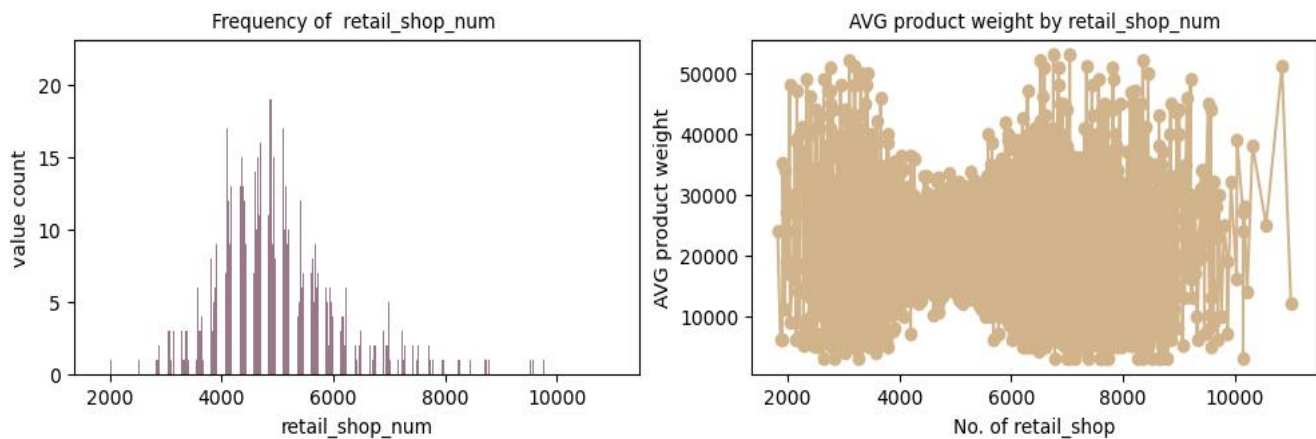 Frequency of  retail_shop_num
value count
20
15
10
5
0
2000 4000 6000 8000 10000
retail_shop_num
AVG product weight by retail_shop_num
AVG product weight
50000
40000
30000
20000
10000
2000 4000 6000 8000 10000
No. of retail_shop